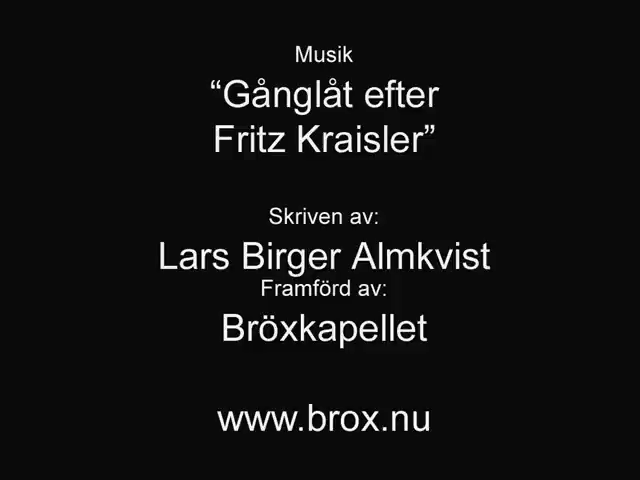 Musik
“Gånglåt efter
Fritz Kraisler”
Skriven av:
Lars Birger Almkvist
Framförd av:
Bröxkapellet
www.brox.nu